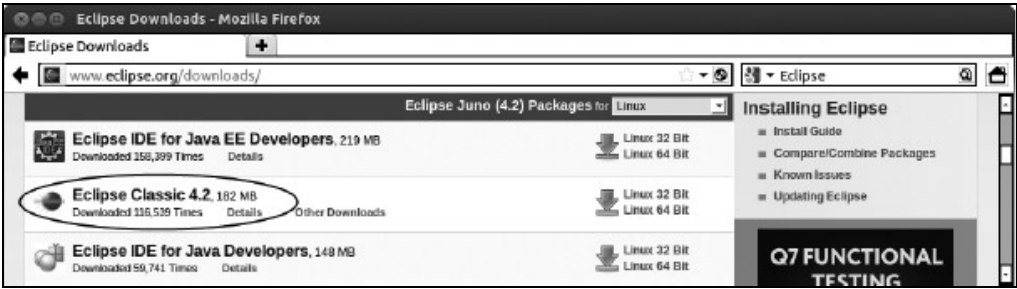 Eclipse Downloads - Mozilla Firefox
Eclipse Downloads
www.eclipse.org/downloads/
Eclipse
Eclipse Juno (4.2) Packages for Linux
Eclipse IDE for Java EE Developers, 219 MB
Downloaded 158,399 Times Details
Linux 32 Bit
Linux 64 Bit
Eclipse Classic 4.2, 182 MB
Downloaded 116,539 Times Details Other Downloads
Linux 32 Bit
Linux 64 Bit
Eclipse IDE for Java Developers, 148 MB
Downloaded 59,741 Times Details
Linux 32 Bit
Linux 64 Bit
Installing Eclipse
Install Guide
Compare/Combine Packages
Known Issues
Updating Eclipse
Q7 FUNCTIONAL
TESTING